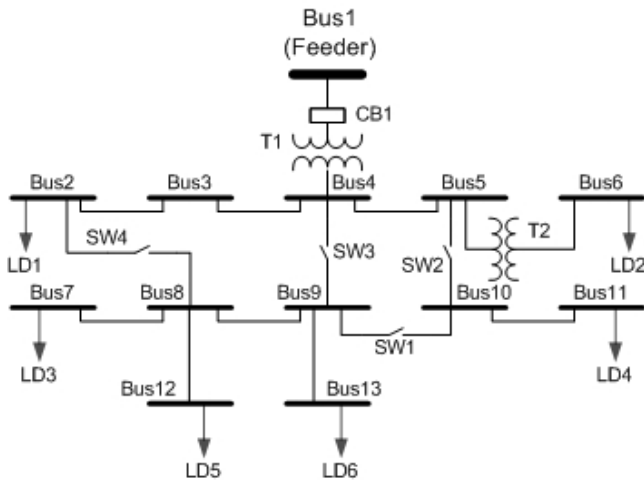 Bus1
(Feeder)
CB1
T1
Bus2
Bus3
Bus4
Bus5
Bus6
T2
SW4
SW3
SW2
LD1
LD2
Bus7
Bus8
Bus9
Bus10
Bus11
SW1
LD3
LD4
Bus12
Bus13
LD5
LD6